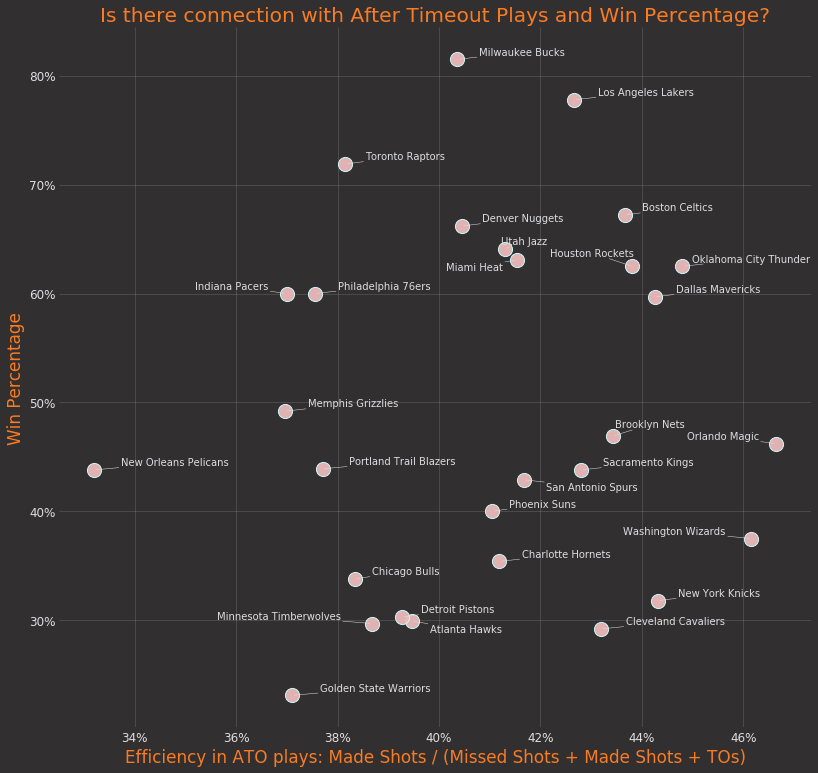 Is there connection with After Timeout Plays and Win Percentage?
Milwaukee Bucks
80%
Los Angeles Lakers
Toronto Raptors
70%
Boston Celtics
Denver Nuggets
Utah Jazz
Houston Rockets
Oklahoma City Thunder
Miami Heat
Indiana Pacers
Philadelphia 76ers
Dallas Mavericks
60%
Win Percentage
Memphis Grizzlies
50%
Brooklyn Nets
Orlando Magic
New Orleans Pelicans
Portland Trail Blazers
Sacramento Kings
San Antonio Spurs
Phoenix Suns
40%
Washington Wizards
Charlotte Hornets
Chicago Bulls
New York Knicks
Detroit Pistons
Minnesota Timberwolves
30%
Atlanta Hawks
Cleveland Cavaliers
Golden State Warriors
34%
36%
38%
40%
42%
44%
46%
Efficiency in ATO plays: Made Shots / (Missed Shots + Made Shots + TOs)